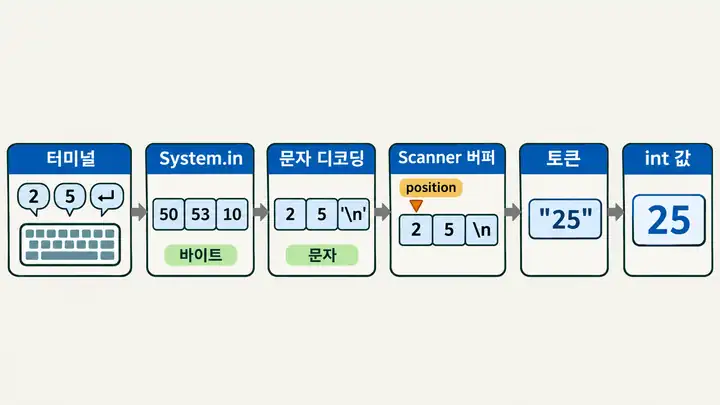 터미널
2 5 ↵
System.in
50 53 10
바이트
문자 디코딩
2 5 '\n'
문자
Scanner 버퍼
position
2 5 \n
토큰
"25"
int 값
25